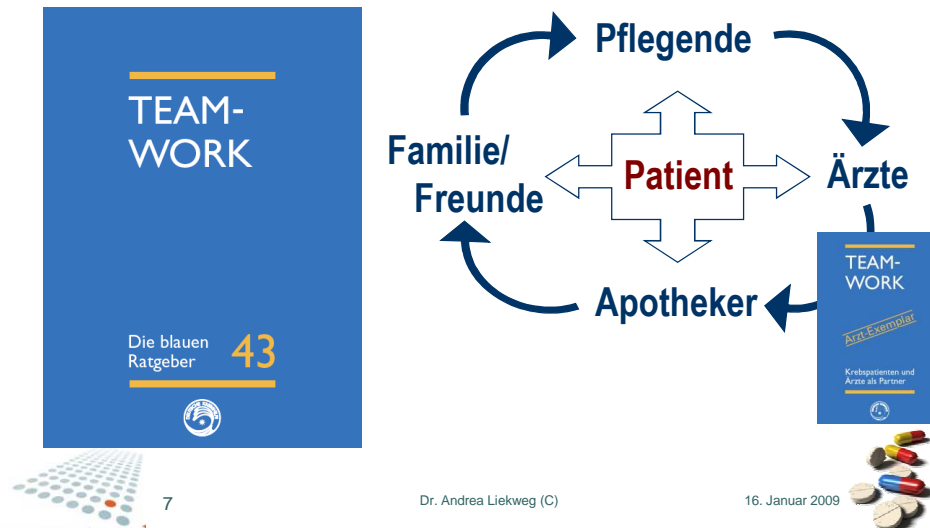 TEAM-
WORK
Die blauen
Ratgeber
43
Pflegende
Familie/
Freunde
Patient
Ärzte
Apotheker
TEAM-
WORK
Arzt-Exemplar
Krebspatienten und
Ärzte als Partner
7
Dr. Andrea Liekweg (C)
16. Januar 2009